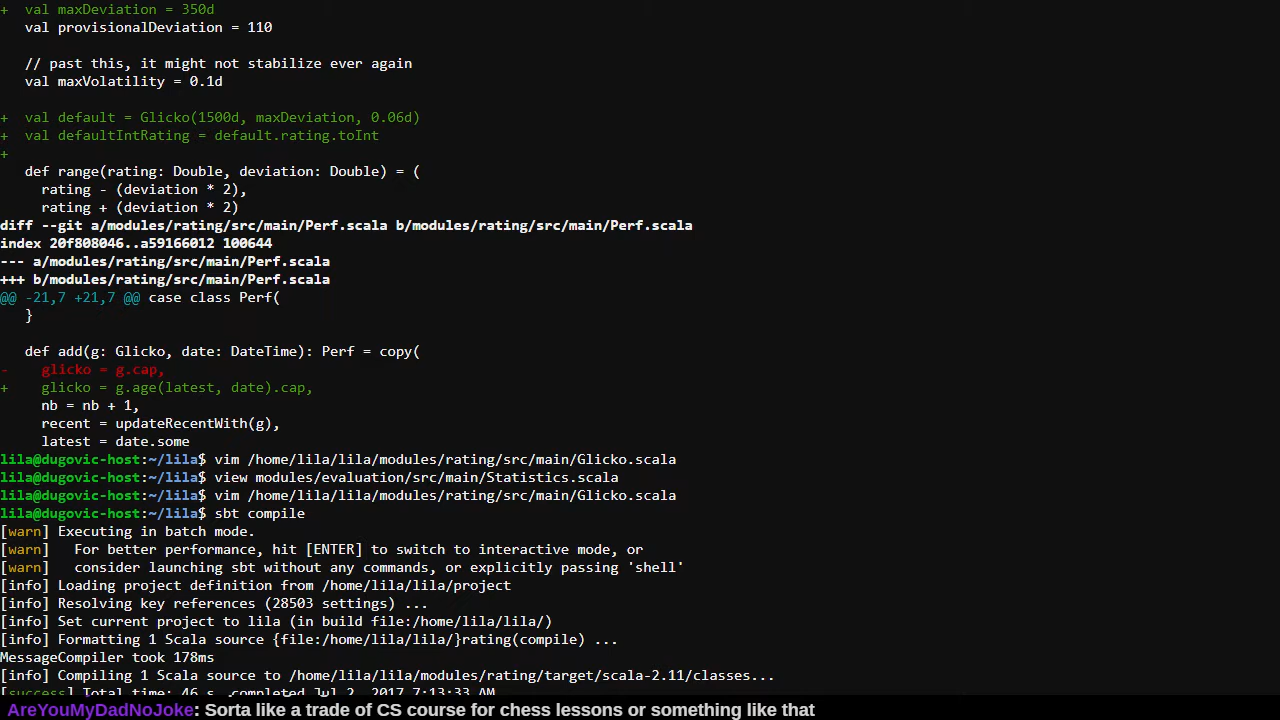 +  val maxDeviation = 350d
   val provisionalDeviation = 110
   // past this, it might not stabilize ever again
   val maxVolatility = 0.1d
+  val default = Glicko(1500d, maxDeviation, 0.06d)
+  val defaultIntRating = default.rating.toInt
+
   def range(rating: Double, deviation: Double) = (
     rating - (deviation * 2),
     rating + (deviation * 2)
diff --git a/modules/rating/src/main/Perf.scala b/modules/rating/src/main/Perf.scala
index 20f808046..a59166012 100644
--- a/modules/rating/src/main/Perf.scala
+++ b/modules/rating/src/main/Perf.scala
@@ -21,7 +21,7 @@ case class Perf(
   }
   def add(g: Glicko, date: DateTime): Perf = copy(
-    glicko = g.cap,
+    glicko = g.age(latest, date).cap,
     nb = nb + 1,
     recent = updateRecentWith(g),
     latest = date.some
lila@dugovic-host:~/lila$ vim /home/lila/lila/modules/rating/src/main/Glicko.scala
lila@dugovic-host:~/lila$ view modules/evaluation/src/main/Statistics.scala
lila@dugovic-host:~/lila$ vim /home/lila/lila/modules/rating/src/main/Glicko.scala
lila@dugovic-host:~/lila$ sbt compile
[warn] Executing in batch mode.
[warn]   For better performance, hit [ENTER] to switch to interactive mode, or
[warn]   consider launching sbt without any commands, or explicitly passing 'shell'
[info] Loading project definition from /home/lila/lila/project
[info] Resolving key references (28503 settings) ...
[info] Set current project to lila (in build file:/home/lila/lila/)
[info] Formatting 1 Scala source {file:/home/lila/lila/}rating(compile) ...
MessageCompiler took 178ms
[info] Compiling 1 Scala source to /home/lila/lila/modules/rating/target/scala-2.11/classes...
[success] Total time: 46 s, completed Jul 2, 2017 7:13:33 AM
AreYouMyDadNoJoke: Sorta like a trade of CS course for chess lessons or something like that